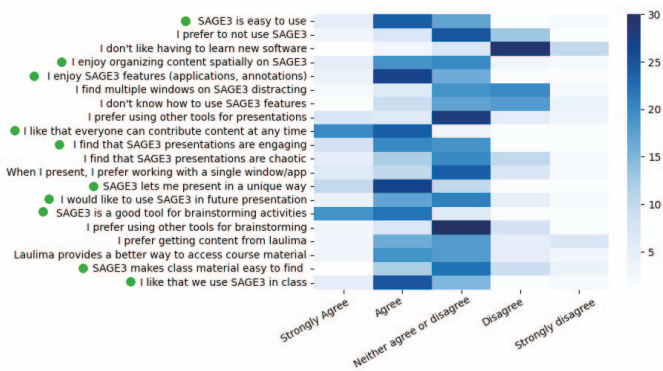 SAGE3 is easy to use
I prefer to not use SAGE3
I don't like having to learn new software
I enjoy organizing content spatially on SAGE3
I enjoy SAGE3 features (applications, annotations)
I find multiple windows on SAGE3 distracting
I don't know how to use SAGE3 features
I prefer using other tools for presentations
I like that everyone can contribute content at any time
I find that SAGE3 presentations are engaging
I find that SAGE3 presentations are chaotic
When I present, I prefer working with a single window/app
SAGE3 lets me present in a unique way
I would like to use SAGE3 in future presentation
SAGE3 is a good tool for brainstorming activities
I prefer using other tools for brainstorming
I prefer getting content from laulima
Laulima provides a better way to access course material
SAGE3 makes class material easy to find
I like that we use SAGE3 in class
Strongly Agree
Agree
Neither agree or disagree
Disagree
Strongly disagree
30
25
20
15
10
5